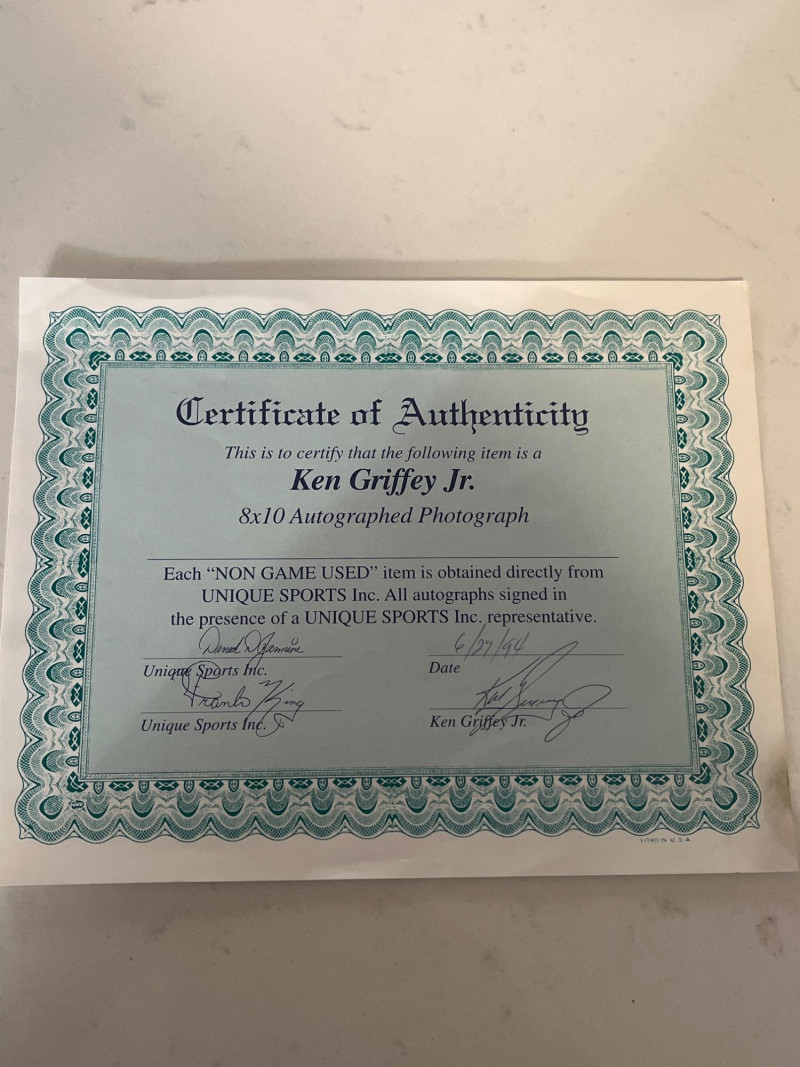 Certificate of Authenticity
This is to certify that the following item is a
Ken Griffey Jr.
8x10 Autographed Photograph
Each “NON GAME USED” item is obtained directly from
UNIQUE SPORTS Inc. All autographs signed in
the presence of a UNIQUE SPORTS Inc. representative.
6/27/94
Unique Sports Inc.
Date
King
Unique Sports Inc.
Ken Griffey Jr.
LITHO IN U.S.A.